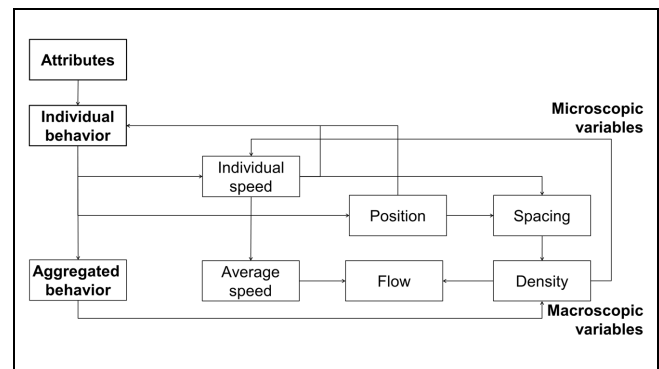 Attributes
Individual
behavior
Microscopic
variables
Individual
speed
Position
Spacing
Aggregated
behavior
Average
speed
Flow
Density
Macroscopic
variables